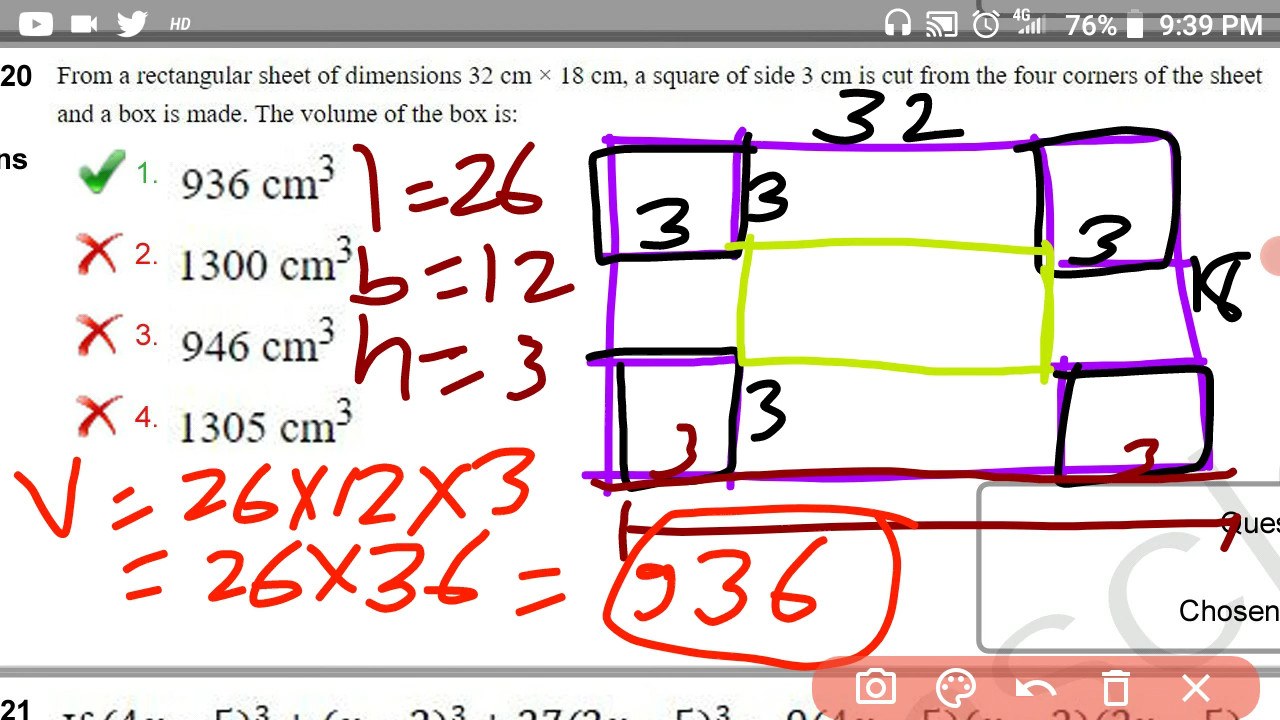 HD 4G 76% 9:39 PM
20 From a rectangular sheet of dimensions 32 cm × 18 cm, a square of side 3 cm is cut from the four corners of the sheet
and a box is made. The volume of the box is:
ns
1. 936 cm³
2. 1300 cm³
3. 946 cm³
4. 1305 cm³
l = 26
b = 12
h = 3
V = 26 X 12 X 3
= 26 X 36 = 936
32
3 3 3
18
3
3 3
Ques
Chosen
21